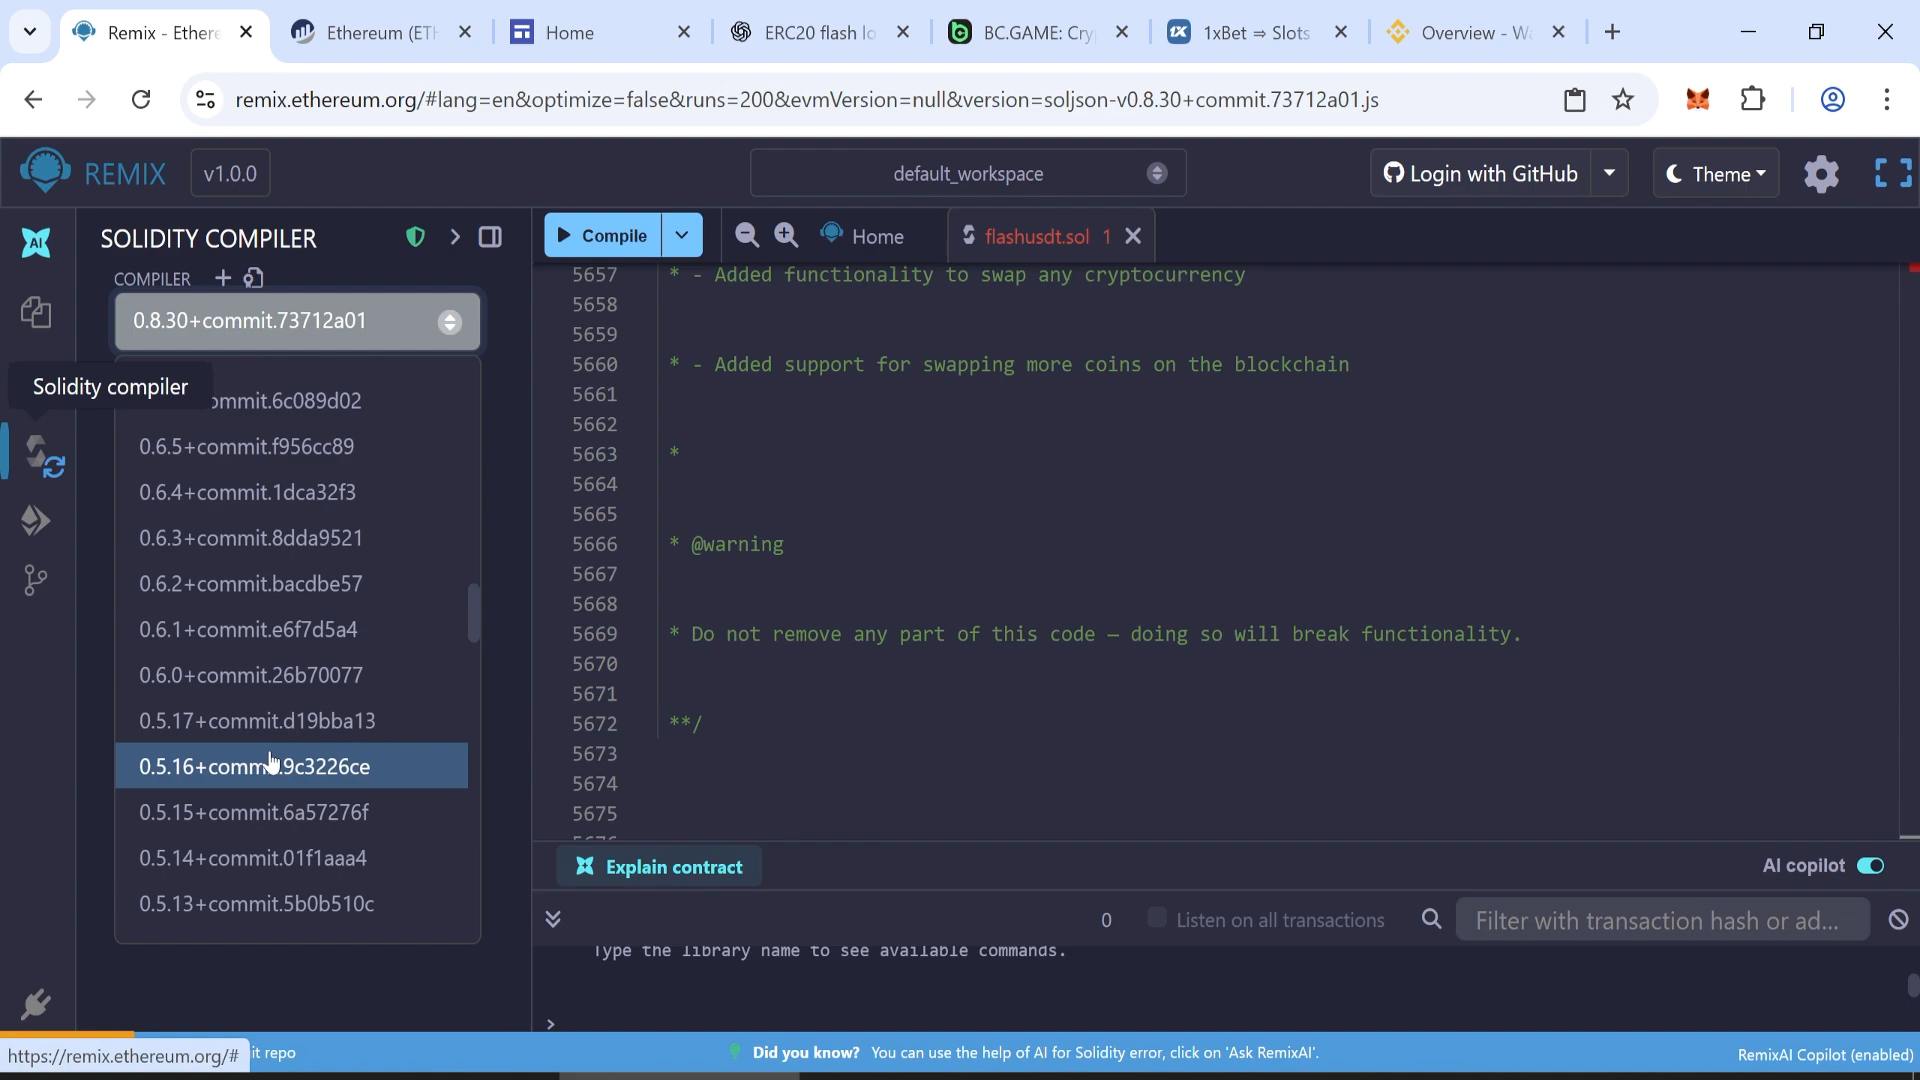 Remix - Ethere
Ethereum (ETH
Home
ERC20 flash lo
BC.GAME: Cry
1xBet ⇒ Slots
Overview - W
remix.ethereum.org/#lang=en&optimize=false&runs=200&evmVersion=null&version=soljson-v0.8.30+commit.73712a01.js
REMIX
v1.0.0
default_workspace
Login with GitHub
Theme
AI
SOLIDITY COMPILER
Compile
Home
flashusdt.sol 1
COMPILER
0.8.30+commit.73712a01
Solidity compiler
ommit.6c089d02
0.6.5+commit.f956cc89
0.6.4+commit.1dca32f3
0.6.3+commit.8dda9521
0.6.2+commit.bacdbe57
0.6.1+commit.e6f7d5a4
0.6.0+commit.26b70077
0.5.17+commit.d19bba13
0.5.16+comm .9c3226ce
0.5.15+commit.6a57276f
0.5.14+commit.01f1aaa4
0.5.13+commit.5b0b510c
5657 * - Added functionality to swap any cryptocurrency
5658
5659
5660 * - Added support for swapping more coins on the blockchain
5661
5662
5663 *
5664
5665
5666 * @warning
5667
5668
5669 * Do not remove any part of this code – doing so will break functionality.
5670
5671
5672 **/
5673
5674
5675
Explain contract
AI copilot
0
Listen on all transactions
Filter with transaction hash or ad...
Type the library name to see available commands.
>
https://remix.ethereum.org/#
it repo
Did you know? You can use the help of AI for Solidity error, click on 'Ask RemixAI'.
RemixAI Copilot (enabled)